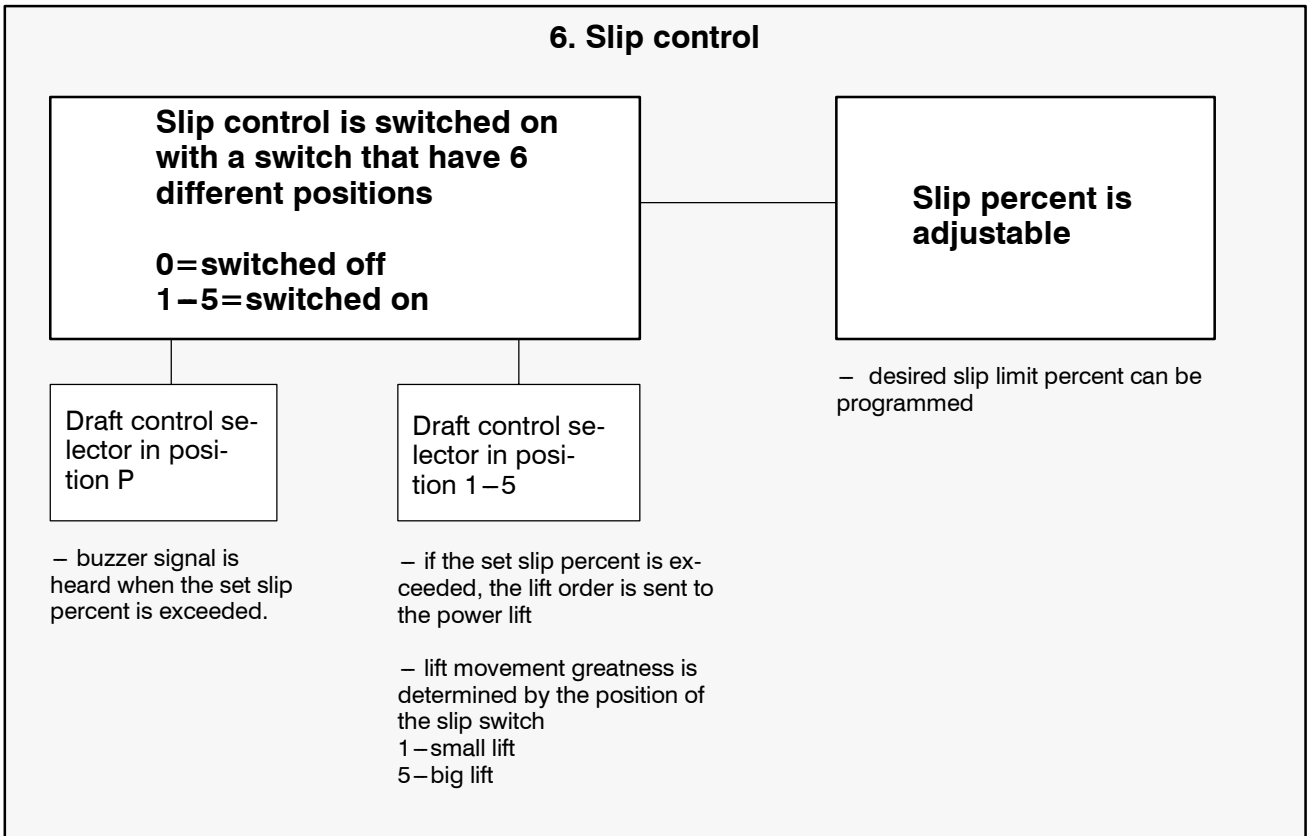 6. Slip control
Slip control is switched on
with a switch that have 6
different positions
0=switched off
1–5=switched on
Slip percent is
adjustable
Draft control se-
lector in posi-
tion P
Draft control se-
lector in posi-
tion 1–5
– desired slip limit percent can be
programmed
– buzzer signal is
heard when the set slip
percent is exceeded.
– if the set slip percent is ex-
ceeded, the lift order is sent to
the power lift
– lift movement greatness is
determined by the position of
the slip switch
1–small lift
5–big lift